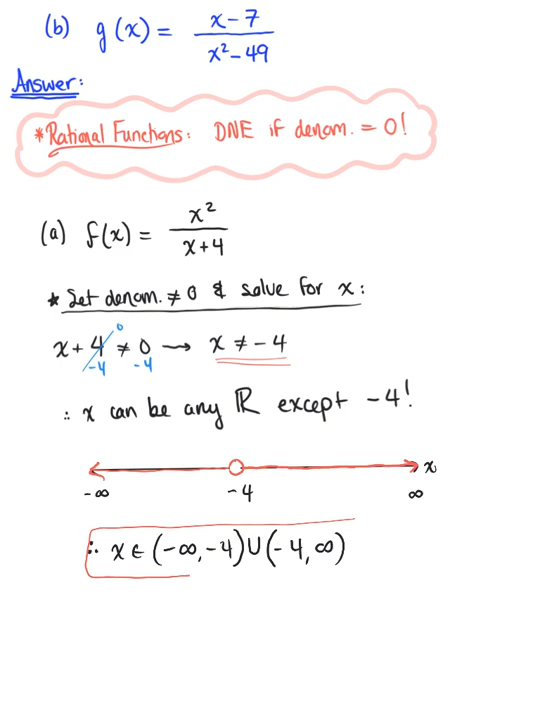 (b) g(x) = x-7 / x²-49
Answer:
*Rational Functions: DNE if denom. = 0!
(a) f(x) = x² / x+4
* Set denom. ≠ 0 & solve for x:
0
x + 4 ≠ 0 → x ≠ -4
-4 -4
∴ x can be any ℝ except -4!
x
-∞ -4 ∞
∴ x ∈ (-∞, -4) ∪ (-4, ∞)